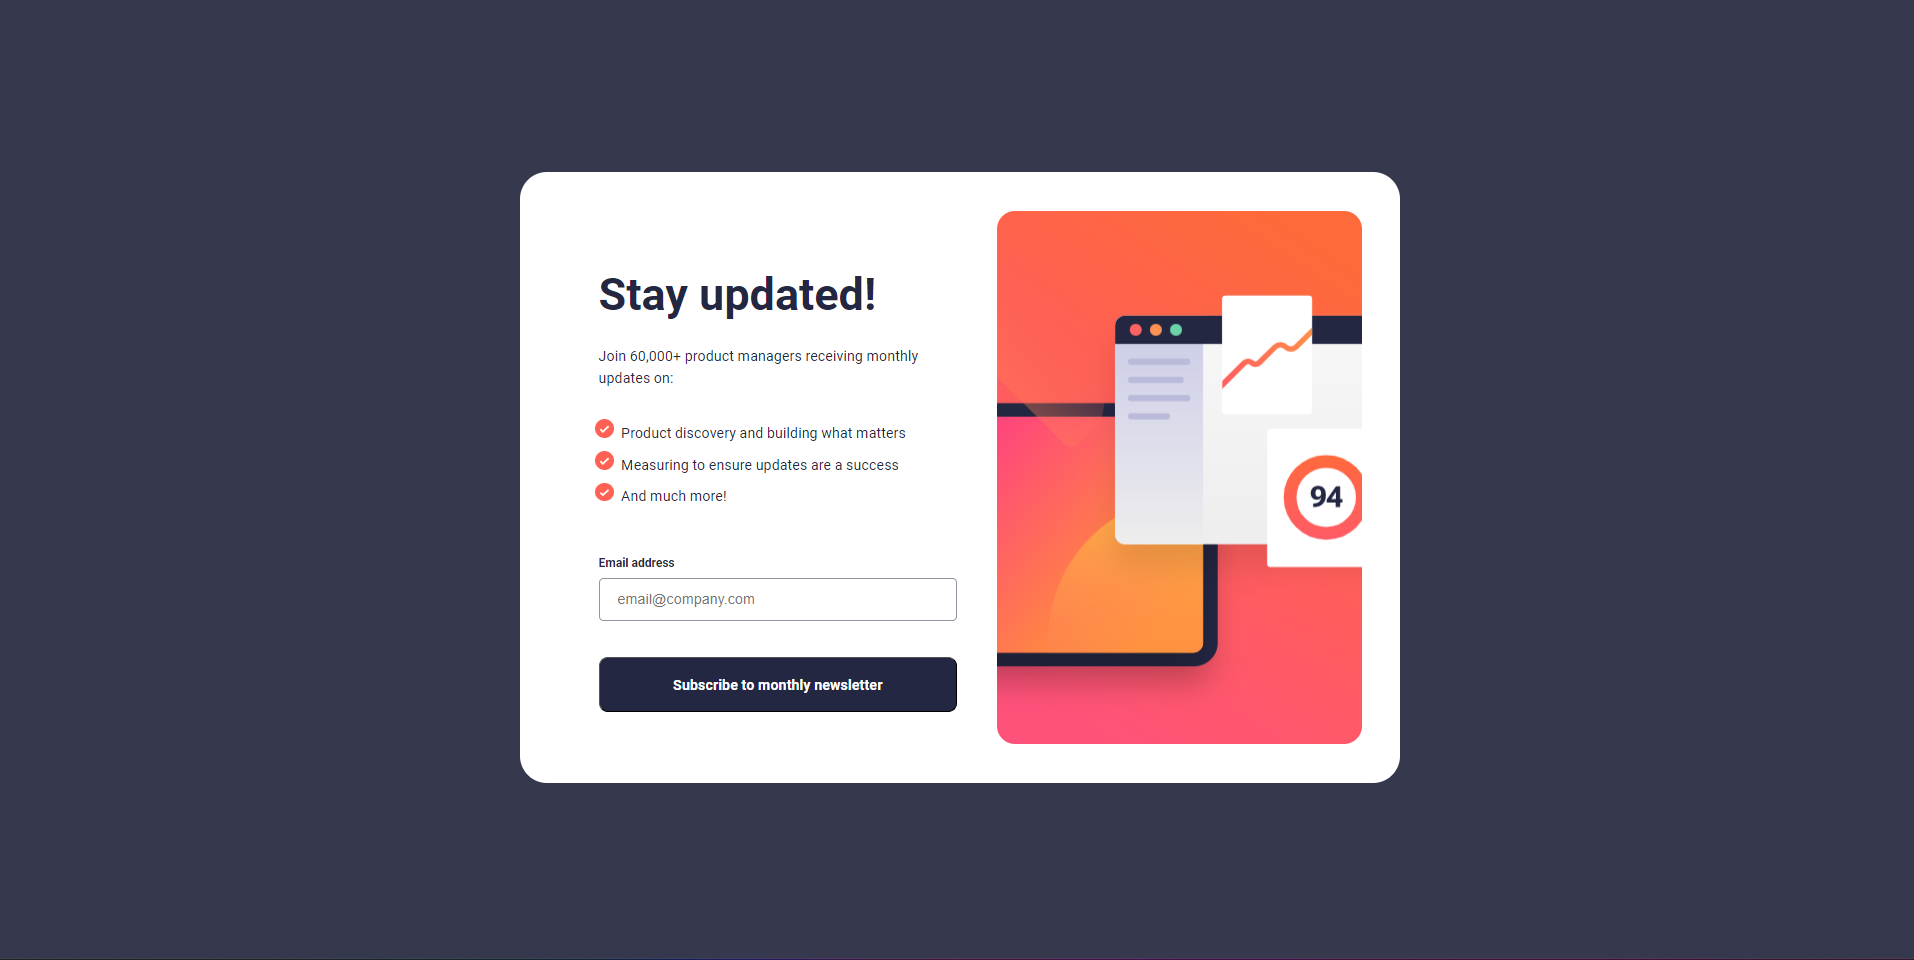 Stay updated!
Join 60,000+ product managers receiving monthly
updates on:
Product discovery and building what matters
Measuring to ensure updates are a success
And much more!
Email address
email@company.com
Subscribe to monthly newsletter
94